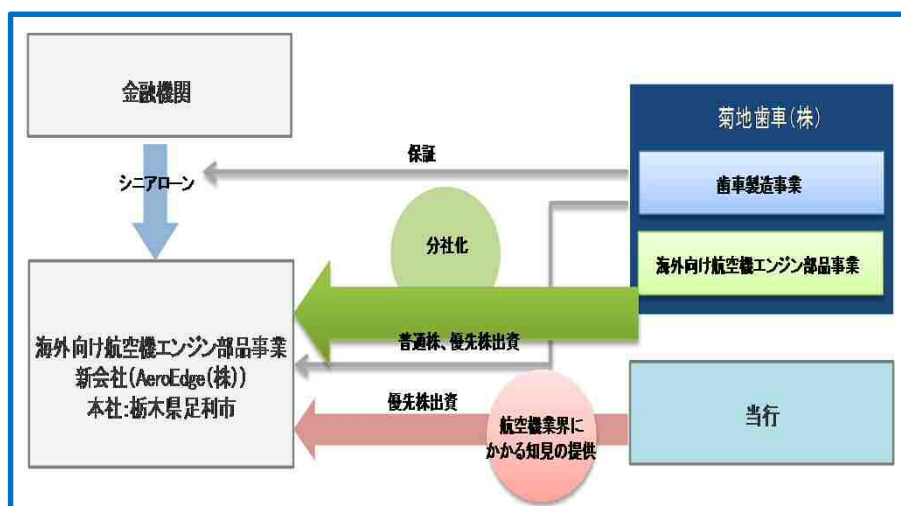 金融機関
菊地歯車(株)
保証
シニアローン
歯車製造事業
分社化
海外向け航空機エンジン部品事業
海外向け航空機エンジン部品事業
新会社(AeroEdge(株))
本社:栃木県足利市
普通株、優先株出資
優先株出資
航空機業界に
かかる知見の提供
当行